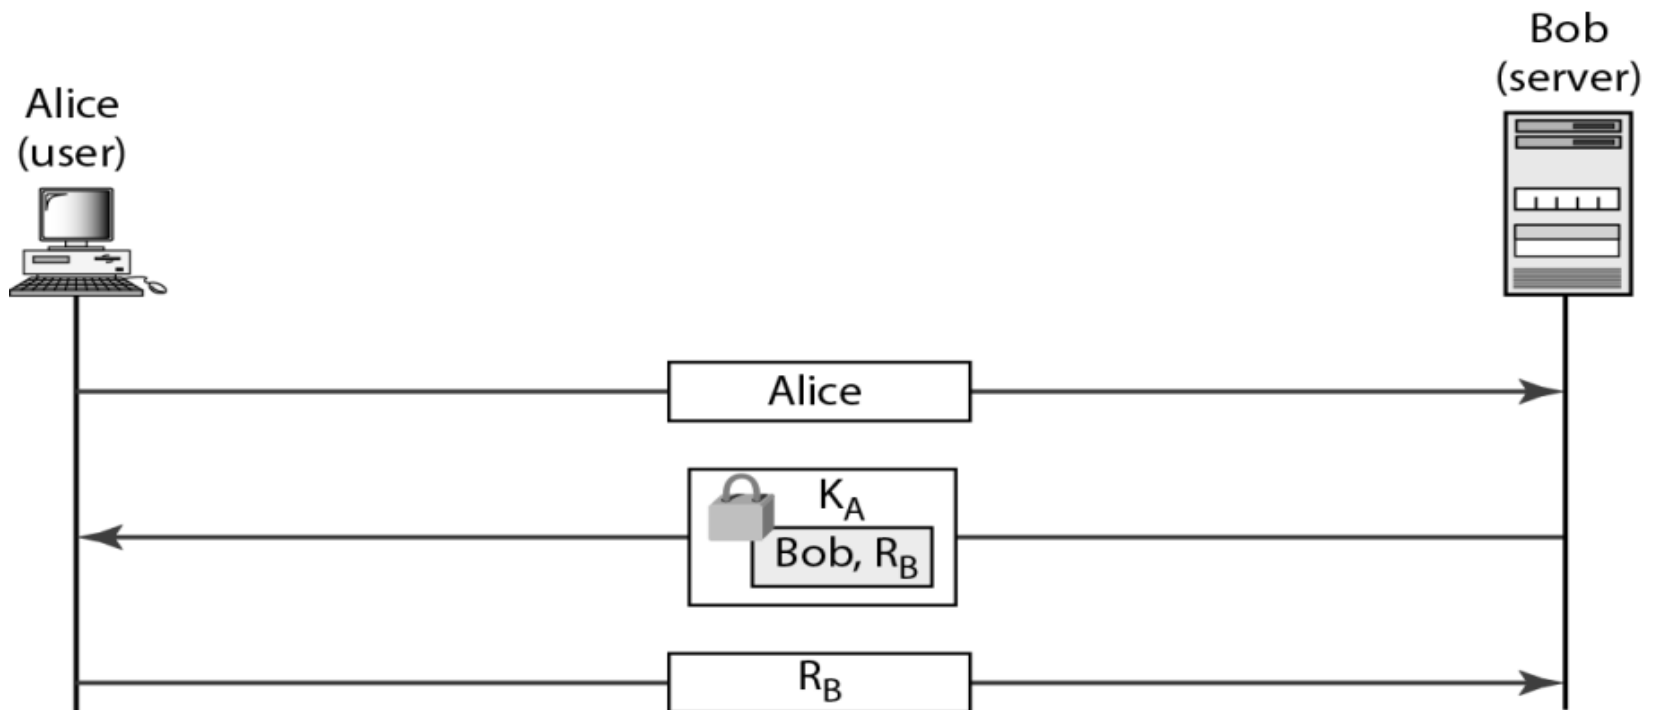 Bob
(server)
Alice
(user)
Alice
K_A
Bob, R_B
R_B